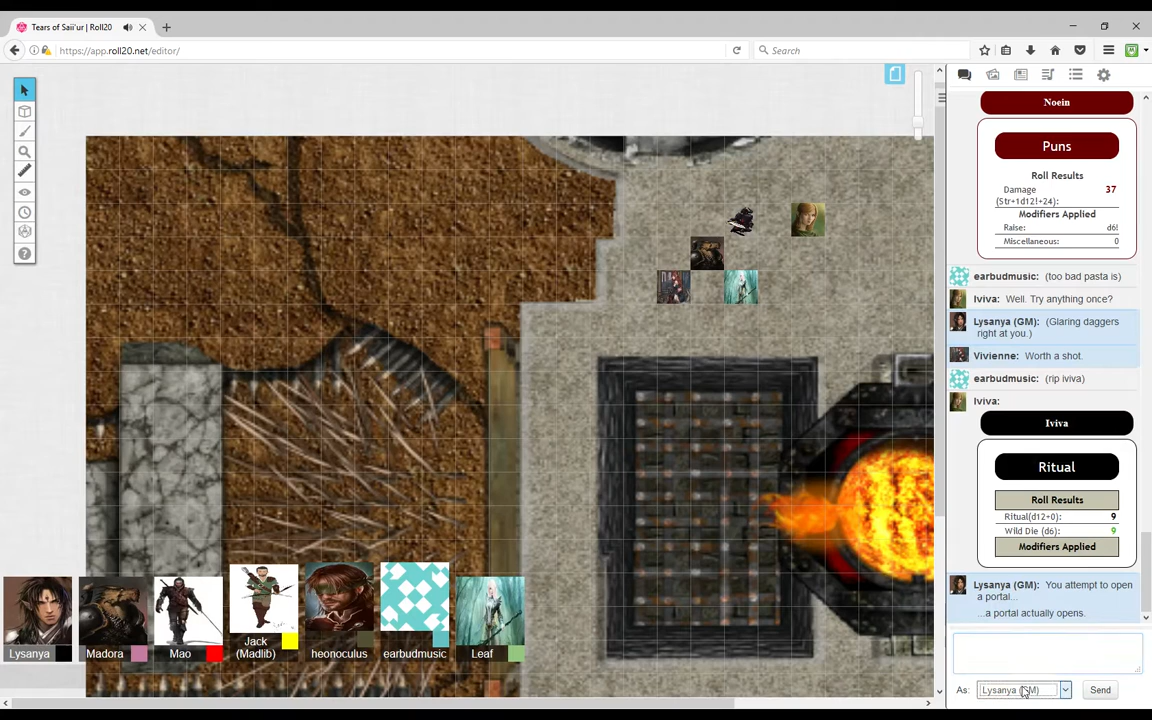 Tears of Saii'ur | Roll20
https://app.roll20.net/editor/
Search
Noein
Puns
Roll Results
Damage 37
(Str+1d12!+24):
Modifiers Applied
Raise: d6!
Miscellaneous: 0
earbudmusic: (too bad pasta is)
Iviva: Well. Try anything once?
Lysanya (GM): (Glaring daggers
right at you.)
Vivienne: Worth a shot.
earbudmusic: (rip iviva)
Iviva:
Iviva
Ritual
Roll Results
Ritual(d12+0): 9
Wild Die (d6): 9
Modifiers Applied
Lysanya (GM): You attempt to open
a portal...
...a portal actually opens.
As: Lysanya (GM)
Send
Lysanya
Madora
Mao
Jack
(Madlib)
heonoculus
earbudmusic
Leaf